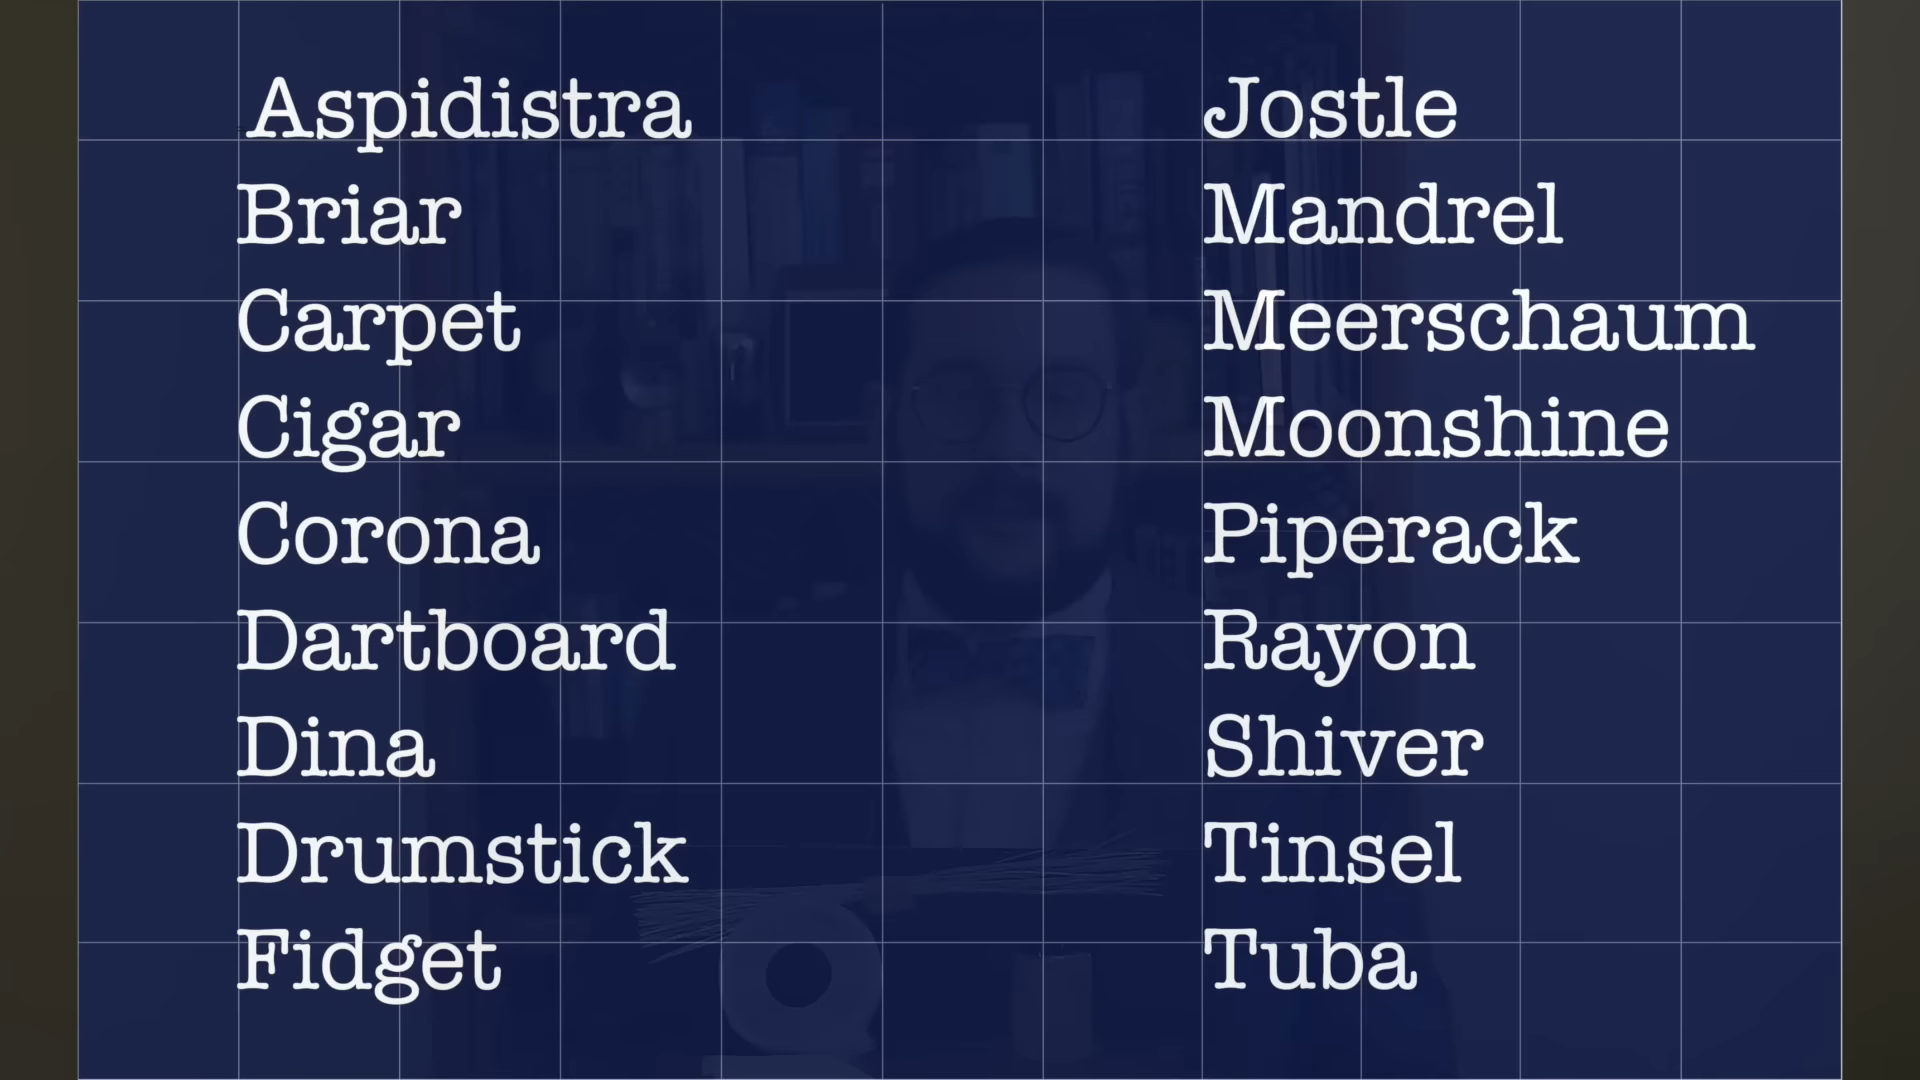 Aspidistra
Briar
Carpet
Cigar
Corona
Dartboard
Dina
Drumstick
Fidget
Jostle
Mandrel
Meerschaum
Moonshine
Piperack
Rayon
Shiver
Tinsel
Tuba